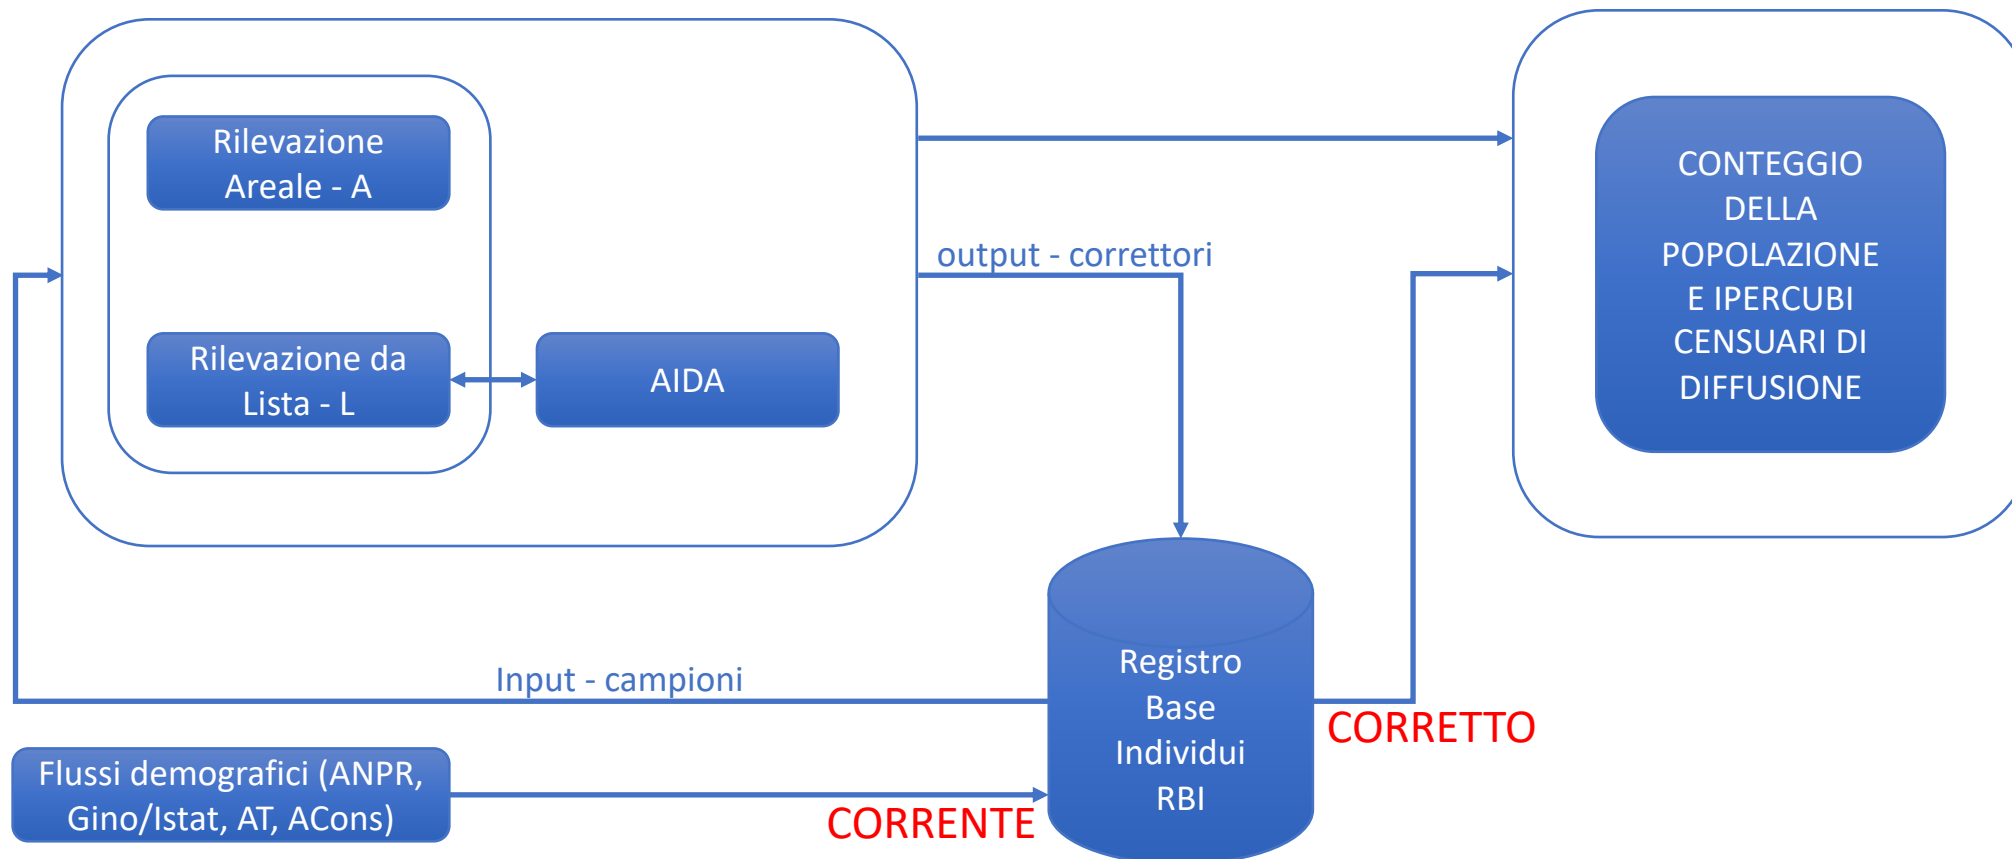 Rilevazione
Areale - A
Rilevazione da
Lista - L
AIDA
output - correttori
CONTEGGIO
DELLA
POPOLAZIONE
E IPERCUBI
CENSUARI DI
DIFFUSIONE
Input - campioni
Registro
Base
Individui
RBI
CORRETTO
Flussi demografici (ANPR,
Gino/Istat, AT, ACons)
CORRENTE